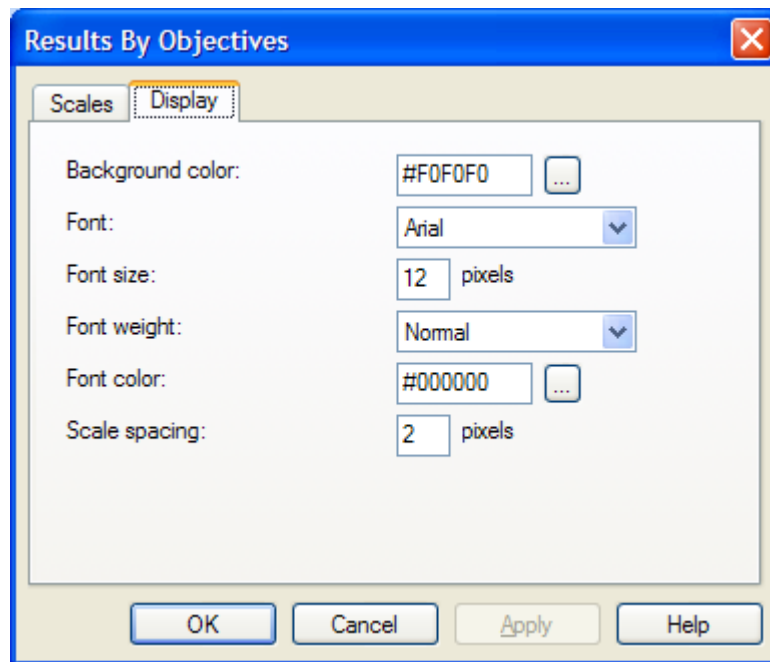 Results By Objectives
Scales Display
Background color: #F0F0F0 ...
Font: Arial
Font size: 12 pixels
Font weight: Normal
Font color: #000000 ...
Scale spacing: 2 pixels
OK Cancel Apply Help